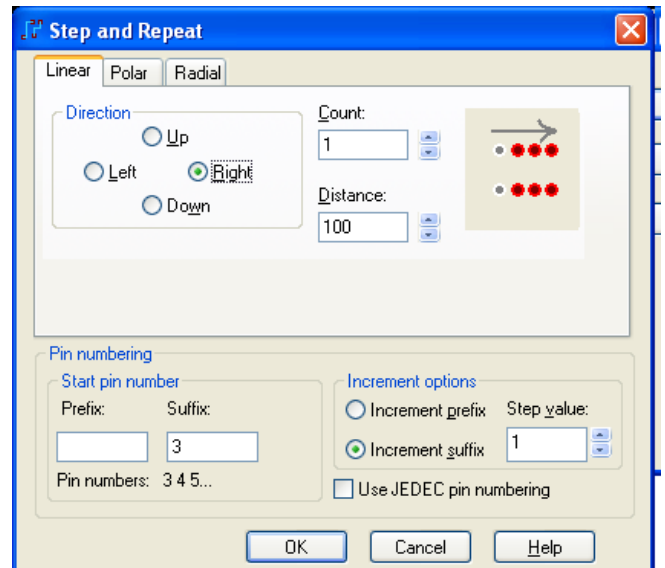 Step and Repeat
Linear Polar Radial
Direction
Up
Left Right
Down
Count:
1
Distance:
100
Pin numbering
Start pin number
Prefix: Suffix:
3
Pin numbers: 3 4 5...
Increment options
Increment prefix
Increment suffix
Step value:
1
Use JEDEC pin numbering
OK Cancel Help